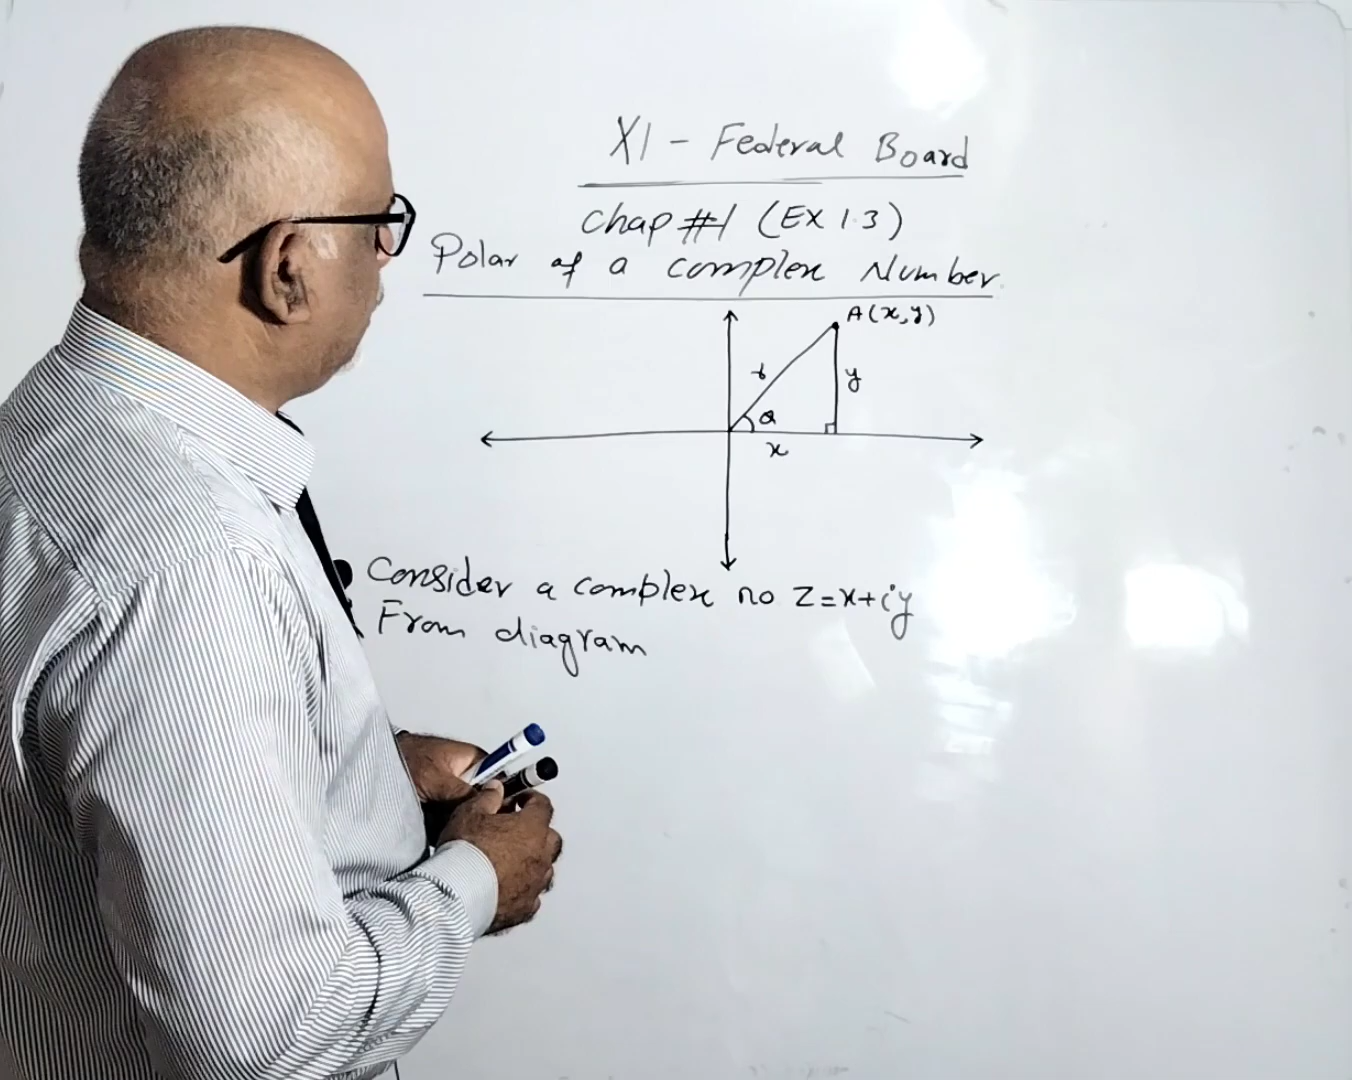 XI - Federal Board
Chap #1 (Ex 1.3)
Polar of a complex Number
A(x,y)
r
y
θ
x
Consider a complex no z=x+iy
From diagram